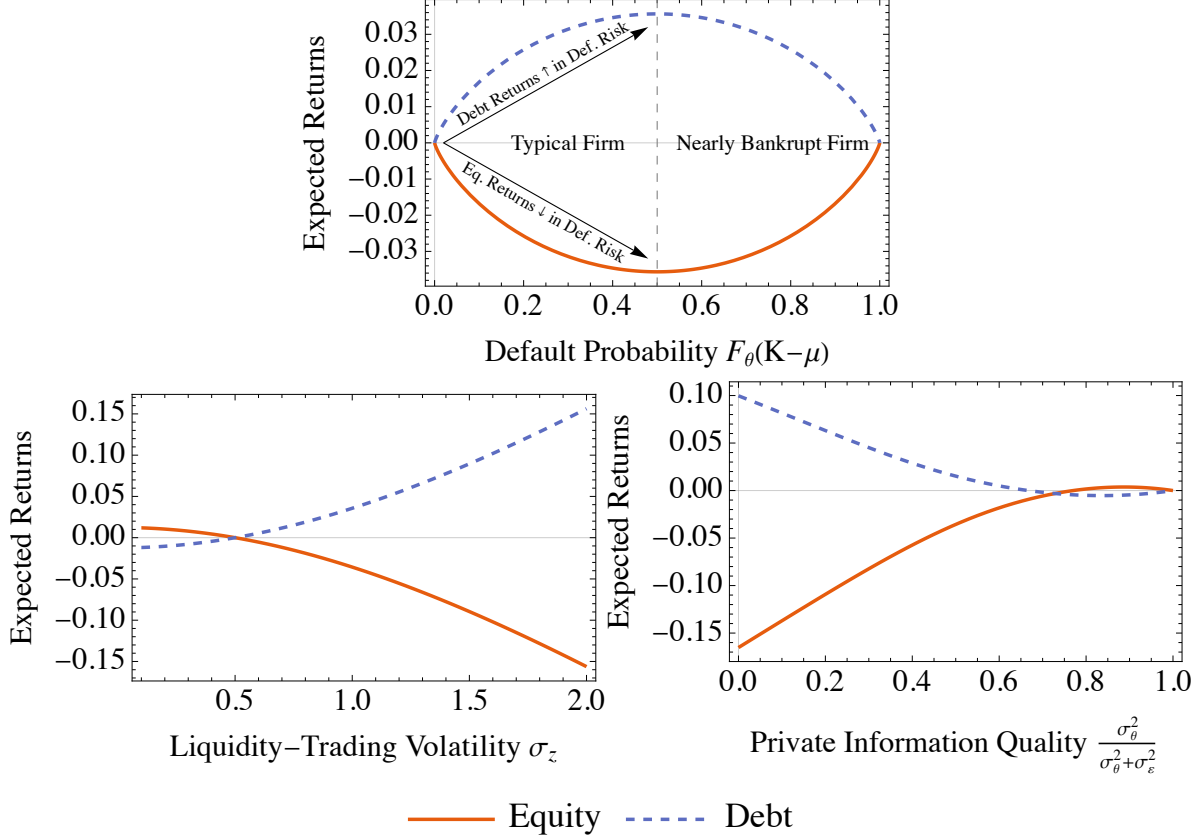 Expected Returns
0.03
0.02
0.01
0.00
−0.01
−0.02
−0.03
Debt Returns ↑ in Def. Risk
Typical Firm
Nearly Bankrupt Firm
Eq. Returns ↓ in Def. Risk
0.0 0.2 0.4 0.6 0.8 1.0
Default Probability F_θ(K−μ)
Expected Returns
0.15
0.10
0.05
0.00
−0.05
−0.10
−0.15
0.5 1.0 1.5 2.0
Liquidity−Trading Volatility σ_z
Expected Returns
0.10
0.05
0.00
−0.05
−0.10
−0.15
0.0 0.2 0.4 0.6 0.8 1.0
Private Information Quality σ_θ^2/(σ_θ^2+σ_ε^2)
Equity Debt